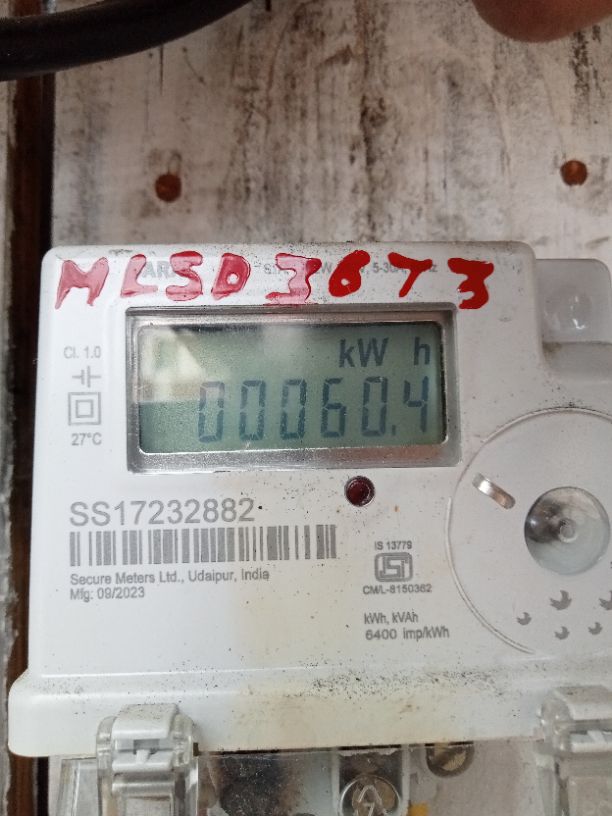 MLSD3673
Cl. 1.0
27°C
kW h
00060.4
SS17232882
Secure Meters Ltd., Udaipur, India
Mfg: 09/2023
IS 13779
CM/L-8150362
kWh, kVAh
6400 imp/kWh